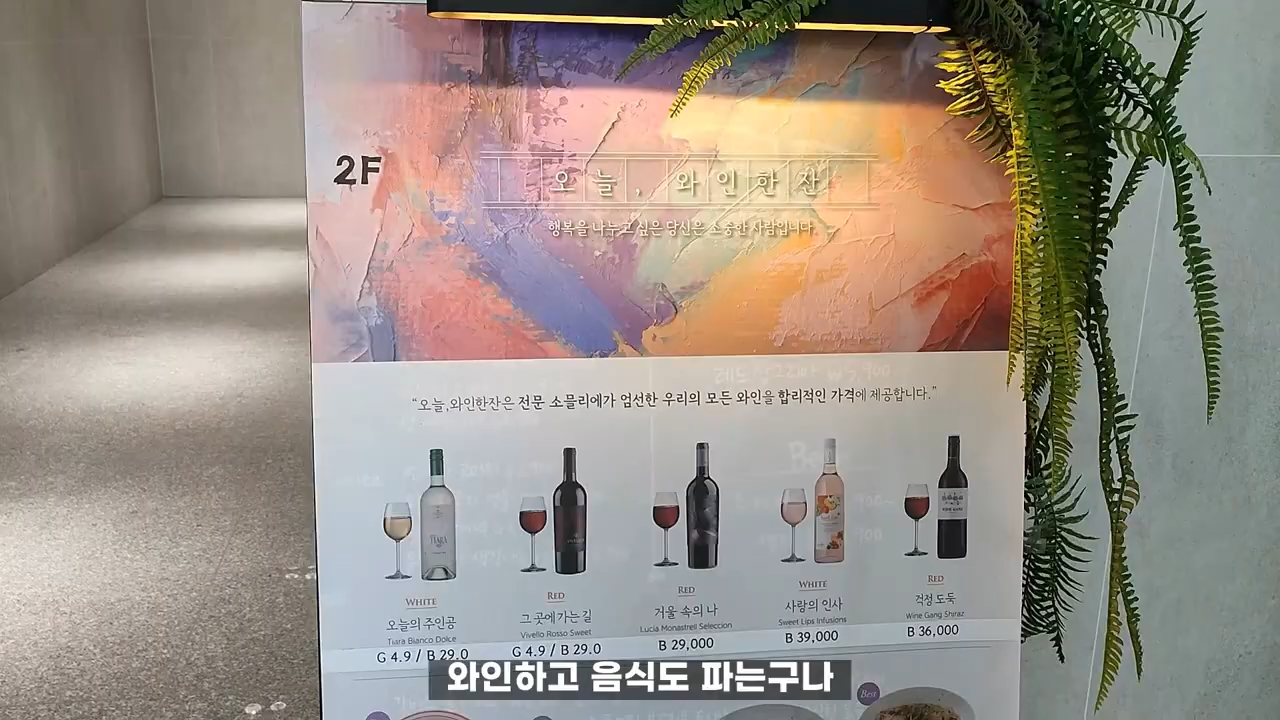 2F
오늘, 와인한잔
행복을 나누고 싶은 당신은 소중한 사람입니다
“오늘,와인한잔은 전문 소믈리에가 엄선한 우리의 모든 와인을 합리적인 가격에 제공합니다.”
TIARA
WHITE
오늘의 주인공
Tiara Bianco Dolce
G 4.9 / B 29.0
RED
그 곳에 가는 길
Vivello Rosso Sweet
G 4.9 / B 29.0
RED
거울 속의 나
Lucia Monastrell Seleccion
B 29,000
WHITE
사랑의 인사
Sweet Lips Infusions
B 39,000
RED
걱정 도둑
Wine Gang Shiraz
B 36,000
Best
와인하고 음식도 파는구나